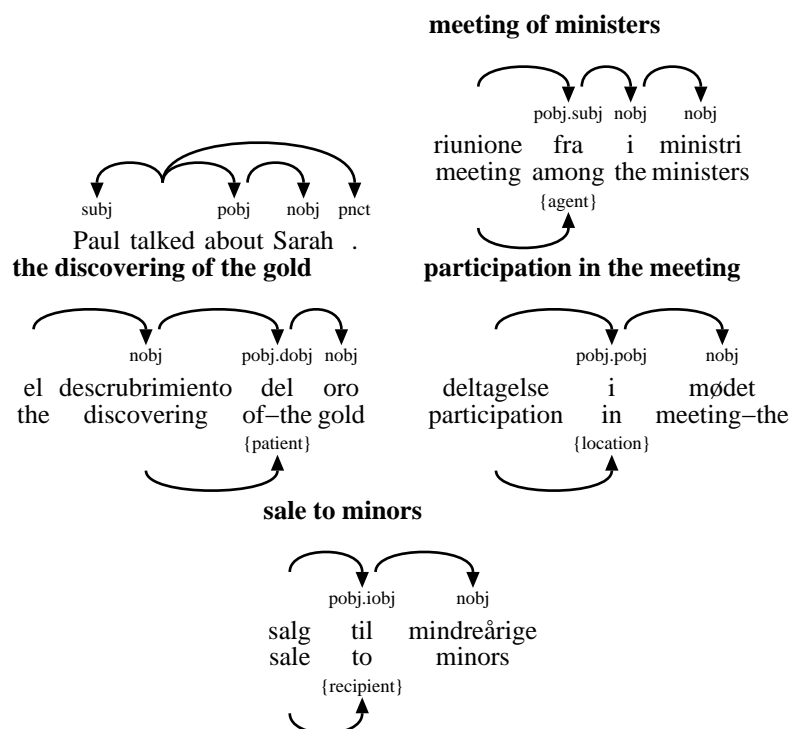 meeting of ministers
pobj.subj nobj nobj
riunione fra i ministri
meeting among the ministers
{agent}
subj pobj nobj pnct
Paul talked about Sarah .
the discovering of the gold
nobj pobj.dobj nobj
el descrubrimiento del oro
the discovering of−the gold
{patient}
participation in the meeting
pobj.pobj nobj
deltagelse i mødet
participation in meeting−the
{location}
sale to minors
pobj.iobj nobj
salg til mindreårige
sale to minors
{recipient}